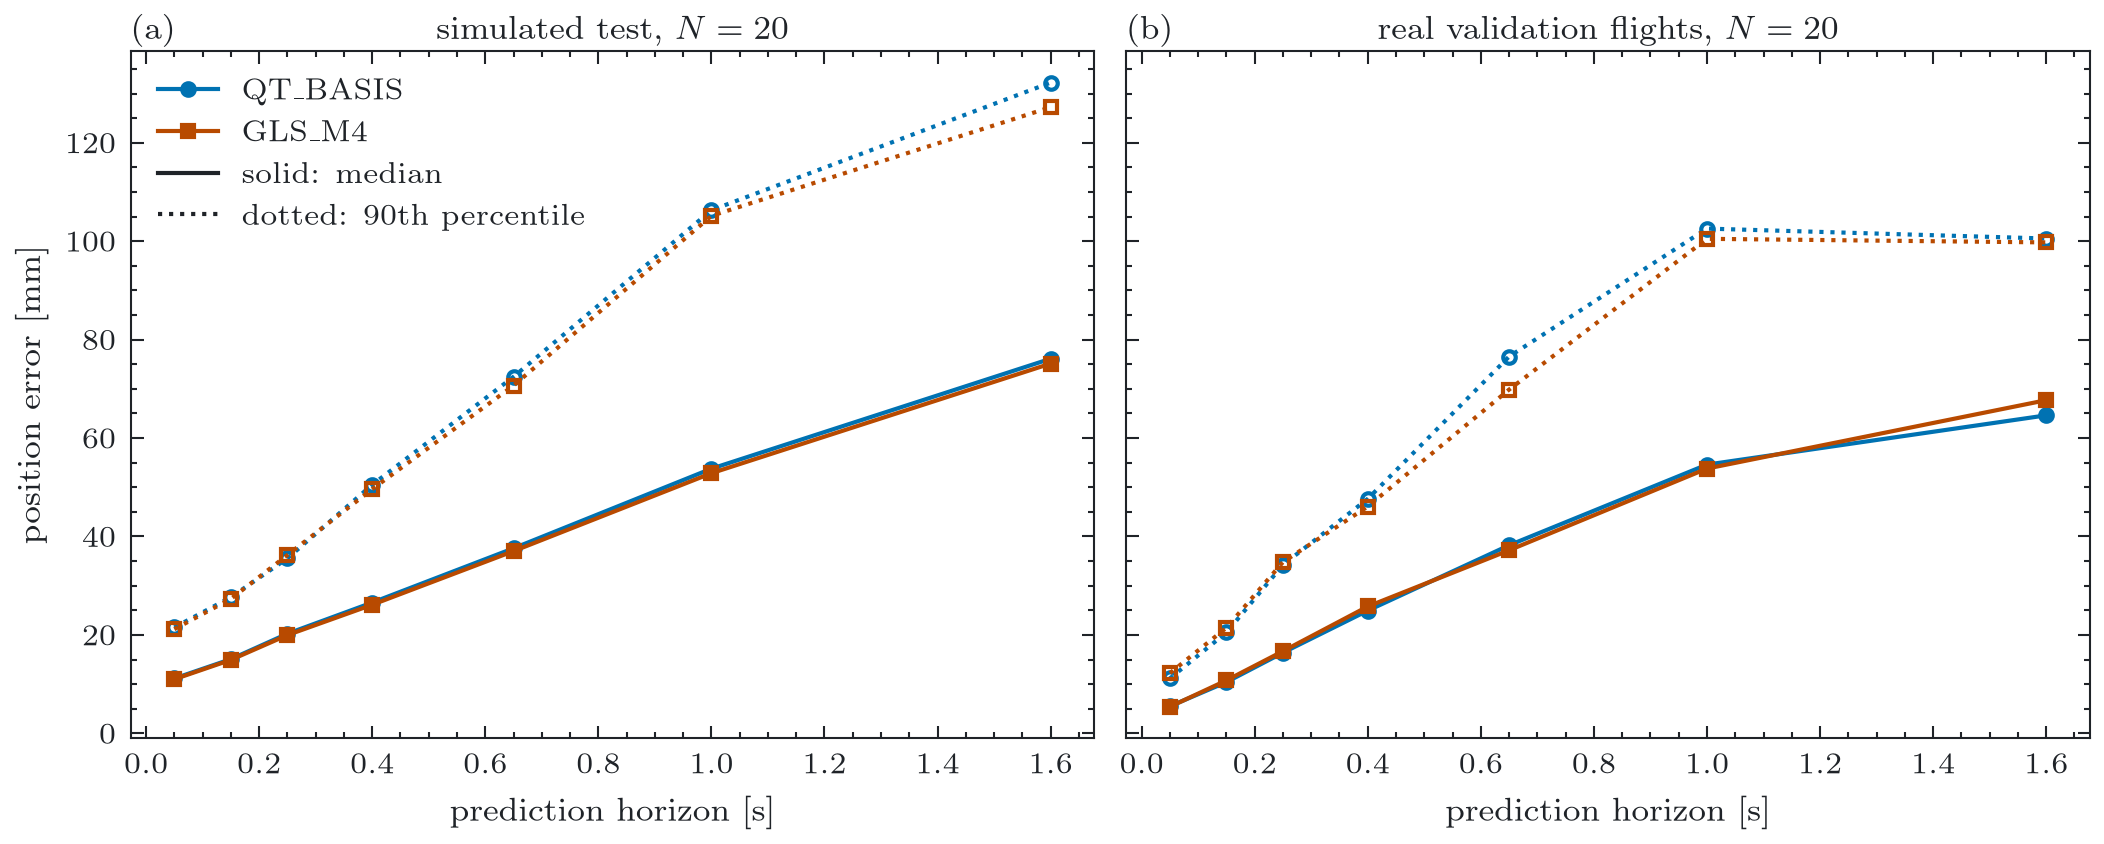 (a) simulated test, N = 20
QT_BASIS
GLS_M4
solid: median
dotted: 90th percentile
position error [mm]
120
100
80
60
40
20
0
0.0 0.2 0.4 0.6 0.8 1.0 1.2 1.4 1.6
prediction horizon [s]
(b) real validation flights, N = 20
0.0 0.2 0.4 0.6 0.8 1.0 1.2 1.4 1.6
prediction horizon [s]